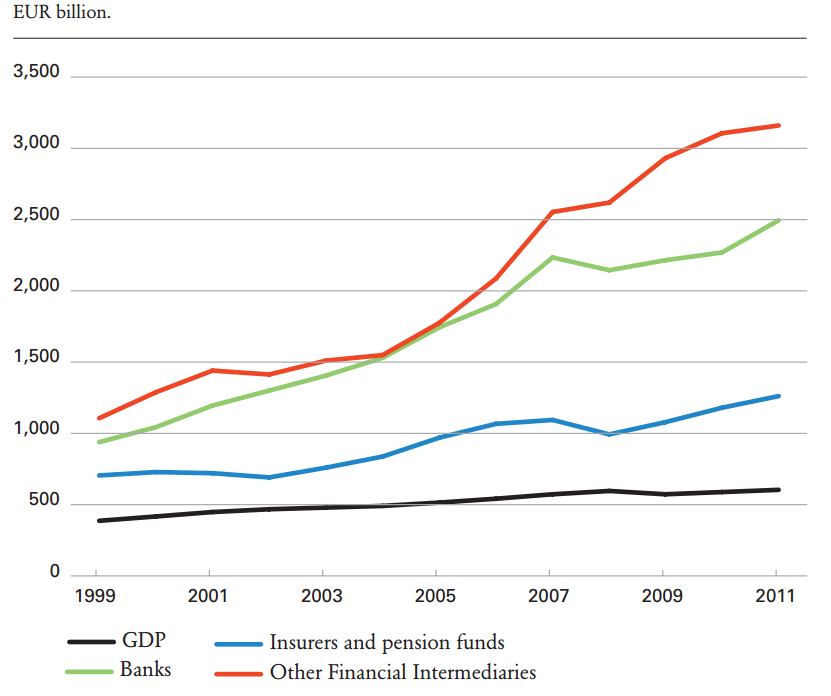 EUR billion.
3,500
3,000
2,500
2,000
1,500
1,000
500
0
1999 2001 2003 2005 2007 2009 2011
GDP Insurers and pension funds
Banks Other Financial Intermediaries